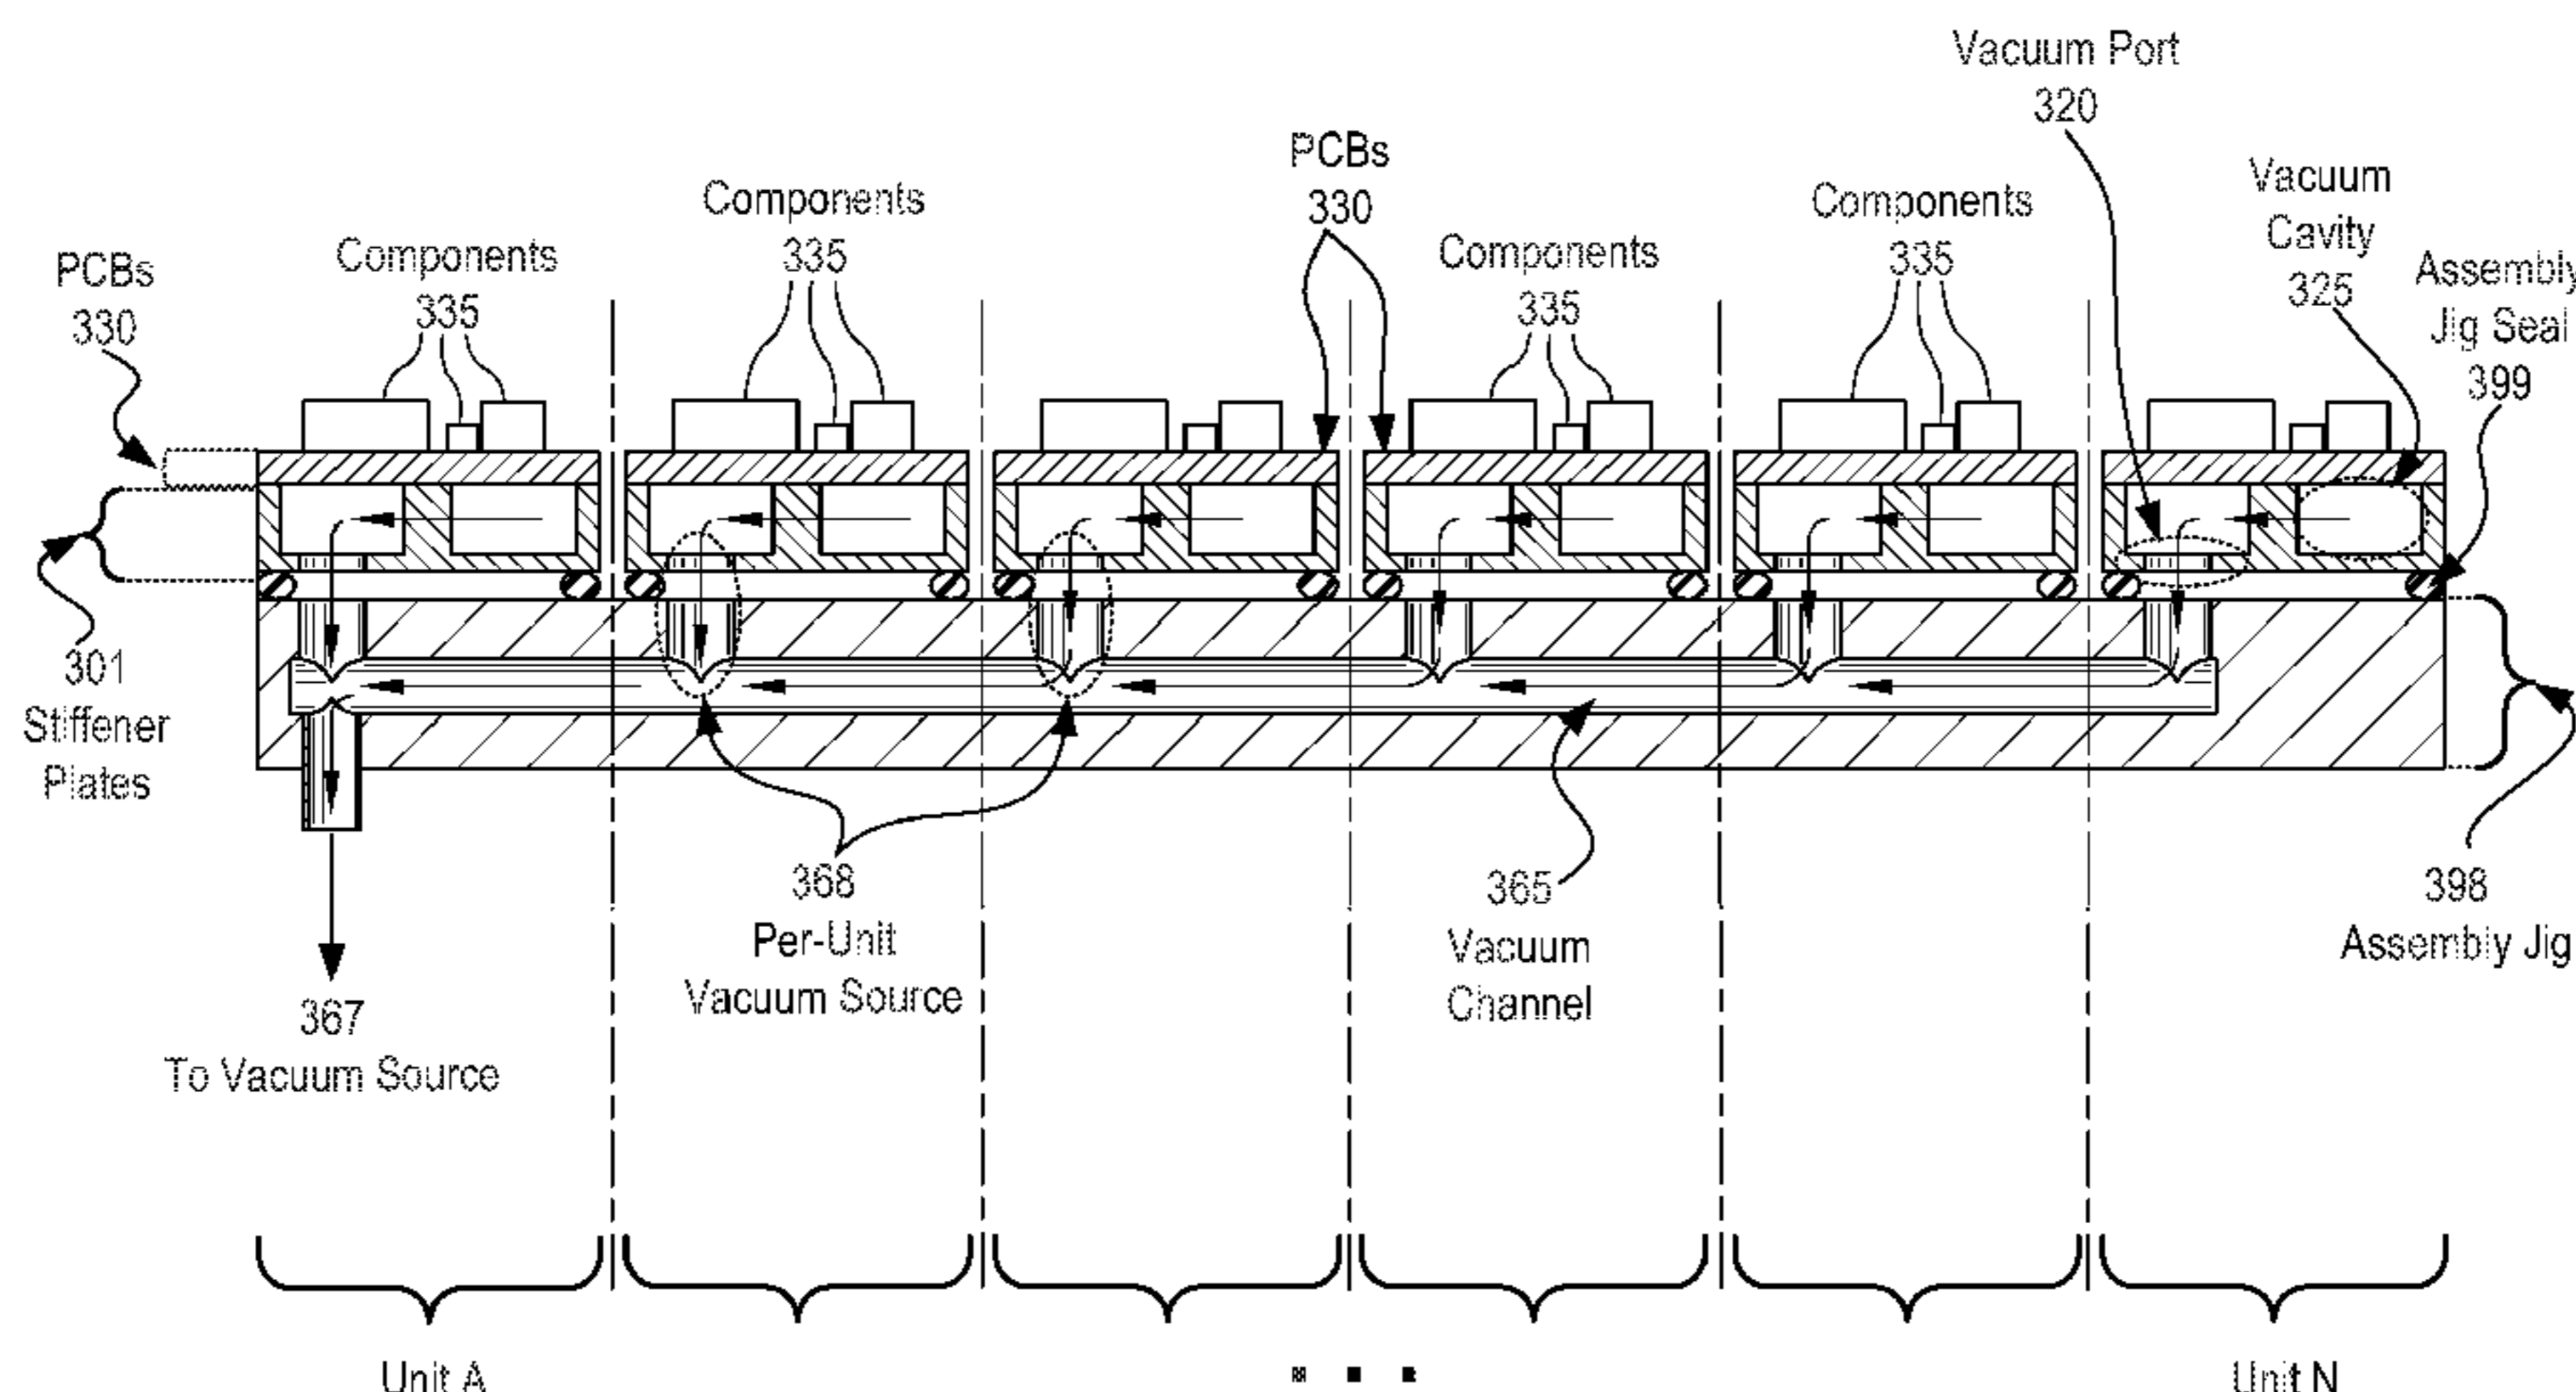 Vacuum Port
320
PCBs
330
Vacuum
Cavity
325
Components
335
Components
335
Components
335
Components
335
PCBs
330
Assembly
Jig Seal
399
301
Stiffener
Plates
368
Per-Unit
Vacuum Source
365
Vacuum
Channel
398
Assembly Jig
367
To Vacuum Source
Unit A
▪ ▪ ▪
Unit N